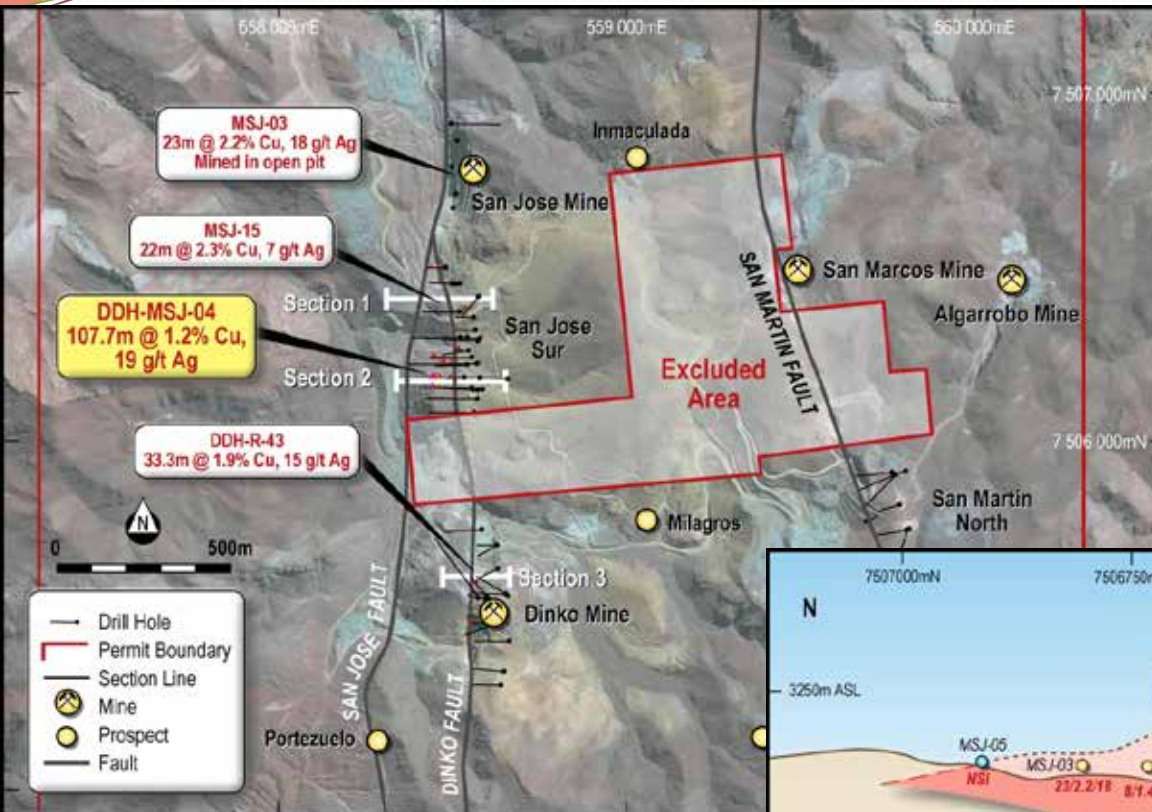 558 000mE
559 000mE
560 000mE
7 507 000mN
MSJ-03
23m @ 2.2% Cu, 18 g/t Ag
Mined in open pit
Inmaculada
San Jose Mine
MSJ-15
22m @ 2.3% Cu, 7 g/t Ag
San Marcos Mine
SAN MARTIN FAULT
Algarrobo Mine
Section 1
DDH-MSJ-04
107.7m @ 1.2% Cu,
19 g/t Ag
San Jose
Sur
Section 2
Excluded
Area
DDH-R-43
33.3m @ 1.9% Cu, 15 g/t Ag
7 506 000mN
San Martin
North
Milagros
N
0 500m
Section 3
Dinko Mine
SAN JOSE FAULT
DINKO FAULT
Portezuelo
Drill Hole
Permit Boundary
Section Line
Mine
Prospect
Fault
7507000mN
7506750m
N
3250m ASL
MSJ-05
NSI
MSJ-03
23/2.2/18
8/1.4